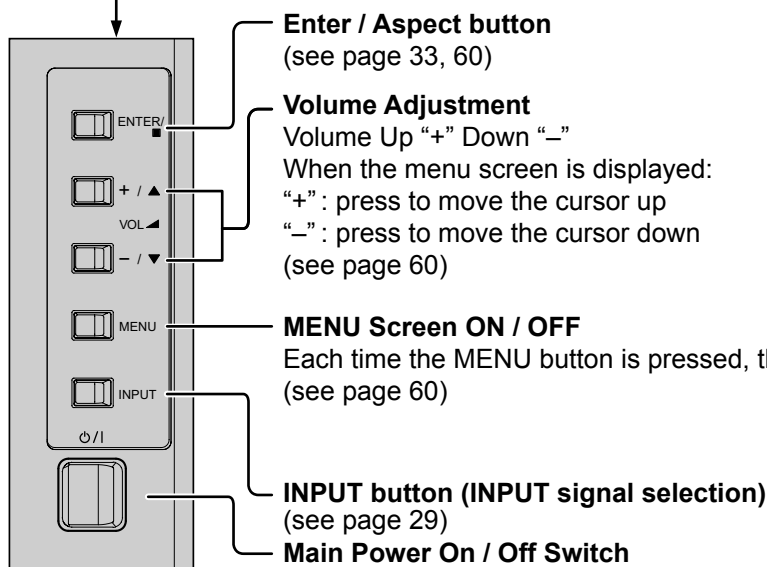 Enter / Aspect button
(see page 33, 60)
Volume Adjustment
Volume Up “+” Down “–”
When the menu screen is displayed:
“+” : press to move the cursor up
“–” : press to move the cursor down
(see page 60)
MENU Screen ON / OFF
Each time the MENU button is pressed,
(see page 60)
INPUT button (INPUT signal selection)
(see page 29)
Main Power On / Off Switch
ENTER/■
+ / ▲
VOL
– / ▼
MENU
INPUT
⏻/I